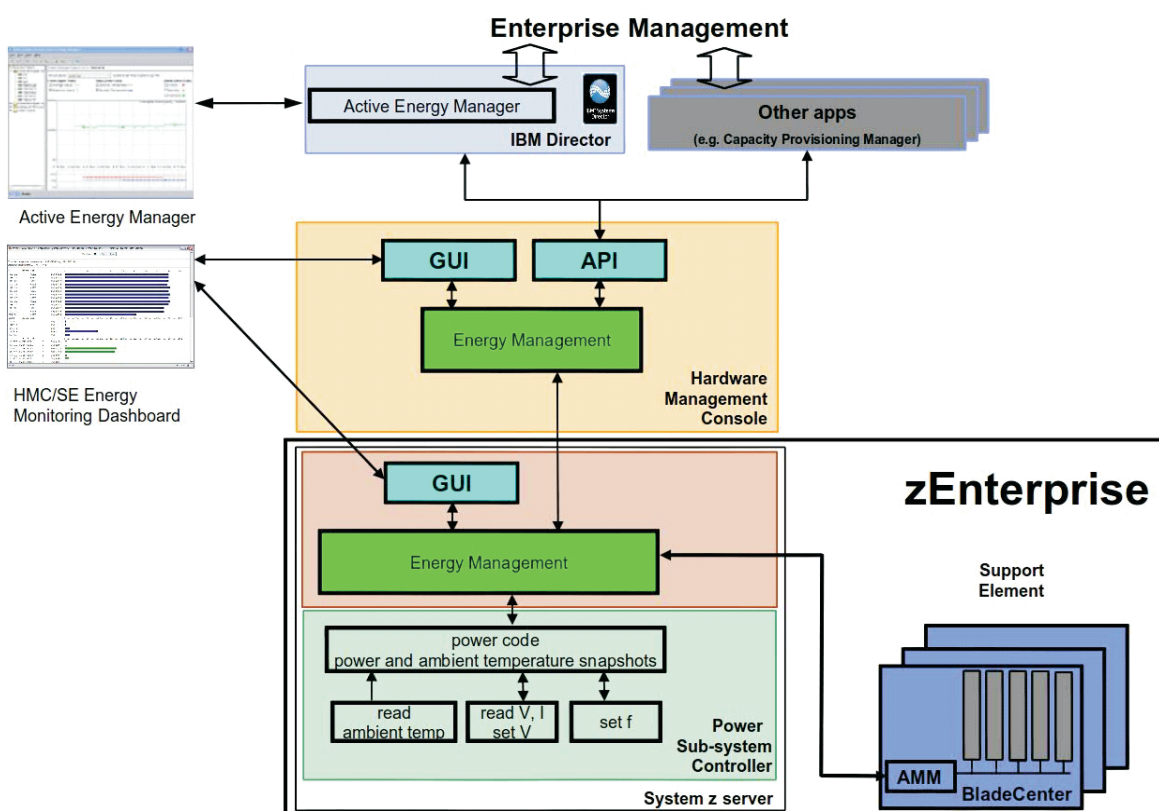 Enterprise Management
Active Energy Manager
IBM Director
Other apps
(e.g. Capacity Provisioning Manager)
Active Energy Manager
GUI
API
Energy Management
Hardware
Management
Console
HMC/SE Energy
Monitoring Dashboard
zEnterprise
GUI
Energy Management
Support
Element
power code
power and ambient temperature snapshots
read
ambient temp
read V, I
set V
set f
Power
Sub-system
Controller
AMM
BladeCenter
System z server